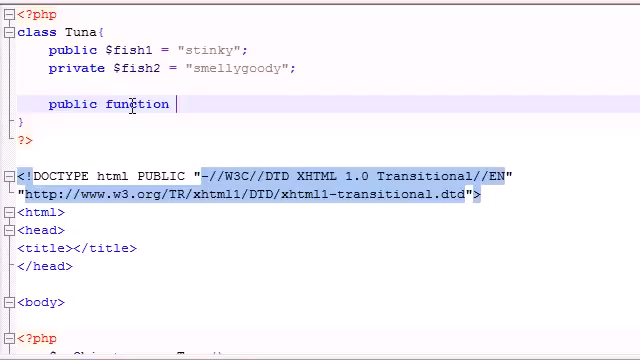 <?php
class Tuna{
public $fish1 = "stinky";
private $fish2 = "smellygoody";
public function
}
?>
<!DOCTYPE html PUBLIC "-//W3C//DTD XHTML 1.0 Transitional//EN"
"http://www.w3.org/TR/xhtml1/DTD/xhtml1-transitional.dtd">
<html>
<head>
<title></title>
</head>
<body>
<?php